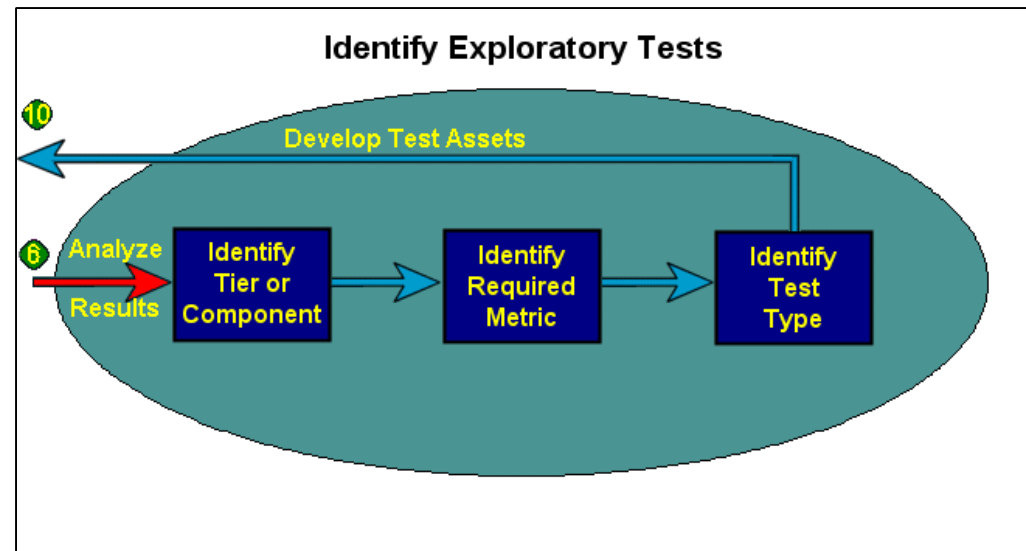 Identify Exploratory Tests
10
Develop Test Assets
6
Analyze
Results
Identify
Tier or
Component
Identify
Required
Metric
Identify
Test
Type